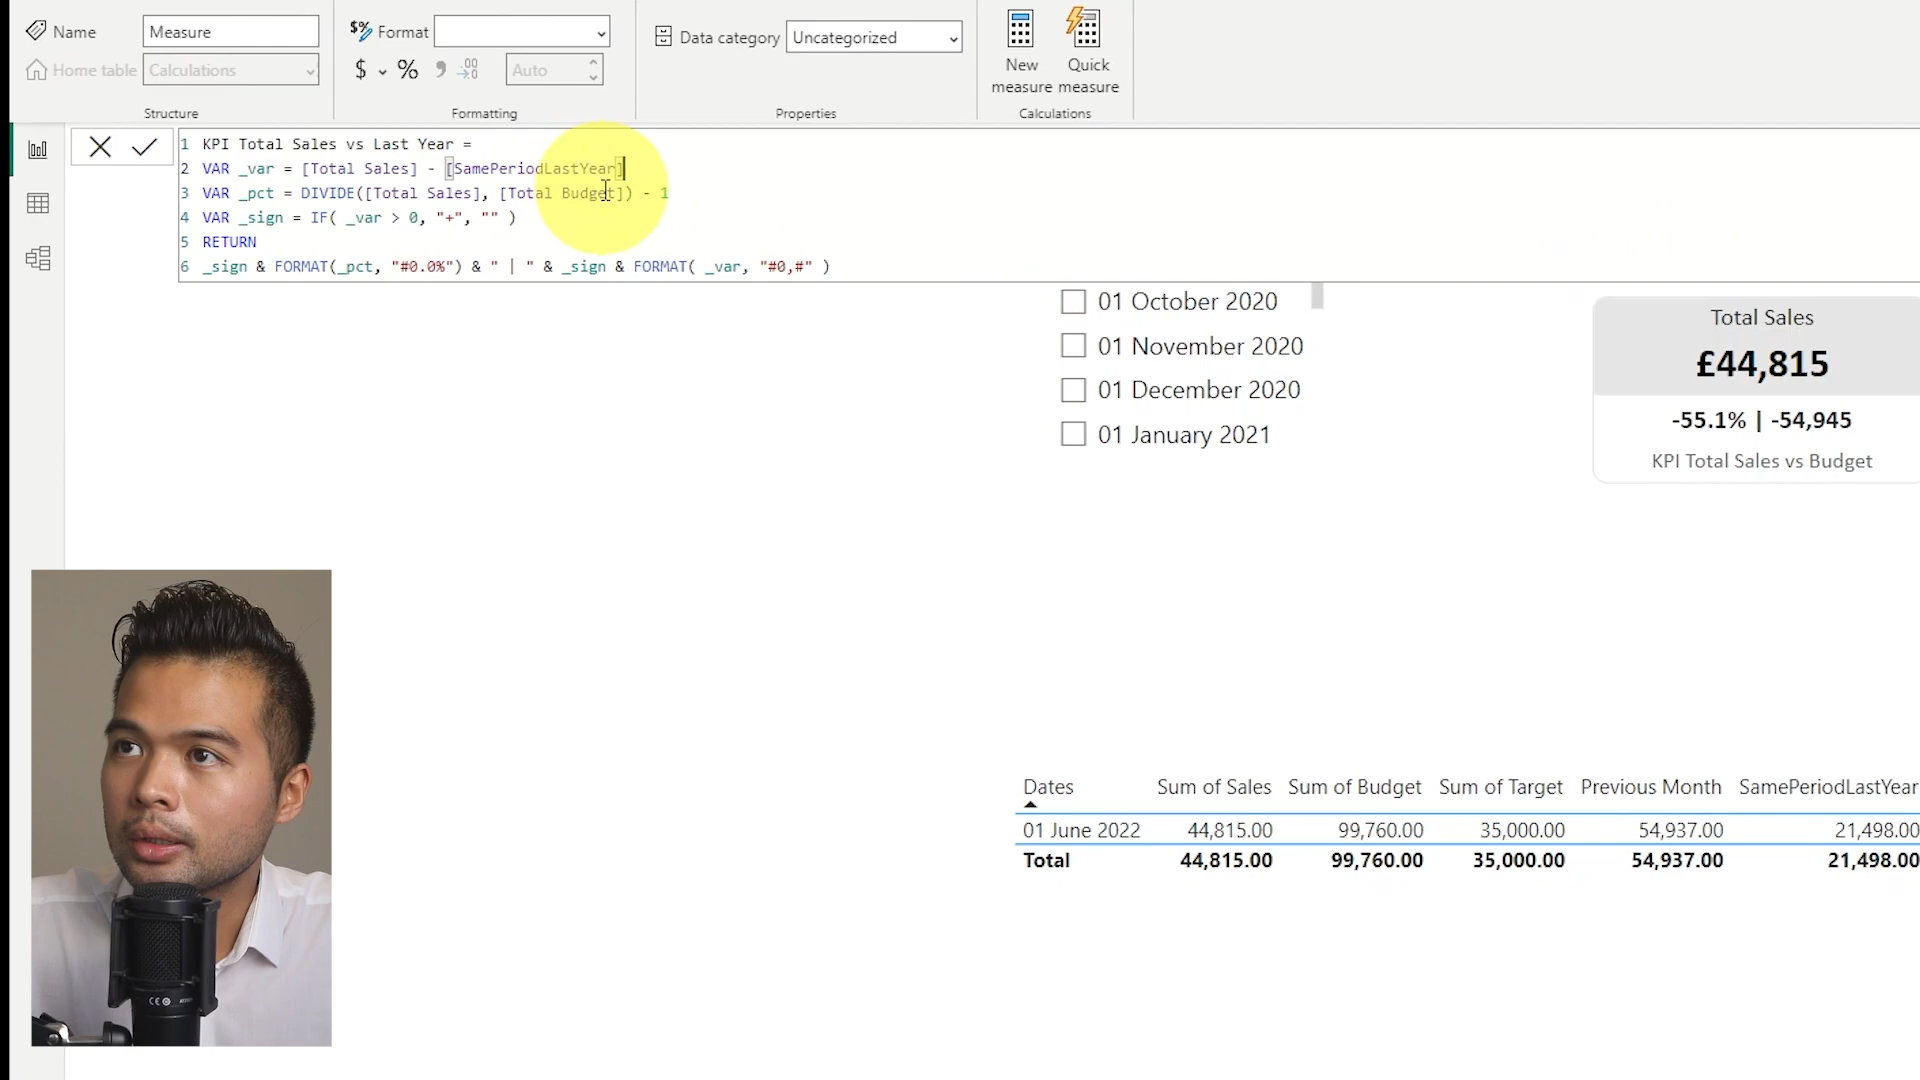 Name
Measure
Format
Data category
Uncategorized
New measure
Quick measure
Home table
Calculations
$
%
Auto
Structure
Formatting
Properties
Calculations
1 KPI Total Sales vs Last Year =
2 VAR _var = [Total Sales] - [SamePeriodLastYear]
3 VAR _pct = DIVIDE([Total Sales], [Total Budget]) - 1
4 VAR _sign = IF( _var > 0, "+", "" )
5 RETURN
6 _sign & FORMAT(_pct, "#0.0%") & " | " & _sign & FORMAT( _var, "#0,#" )
01 October 2020
01 November 2020
01 December 2020
01 January 2021
Total Sales
£44,815
-55.1% | -54,945
KPI Total Sales vs Budget
Dates Sum of Sales Sum of Budget Sum of Target Previous Month SamePeriodLastYear
01 June 2022 44,815.00 99,760.00 35,000.00 54,937.00 21,498.00
Total 44,815.00 99,760.00 35,000.00 54,937.00 21,498.00